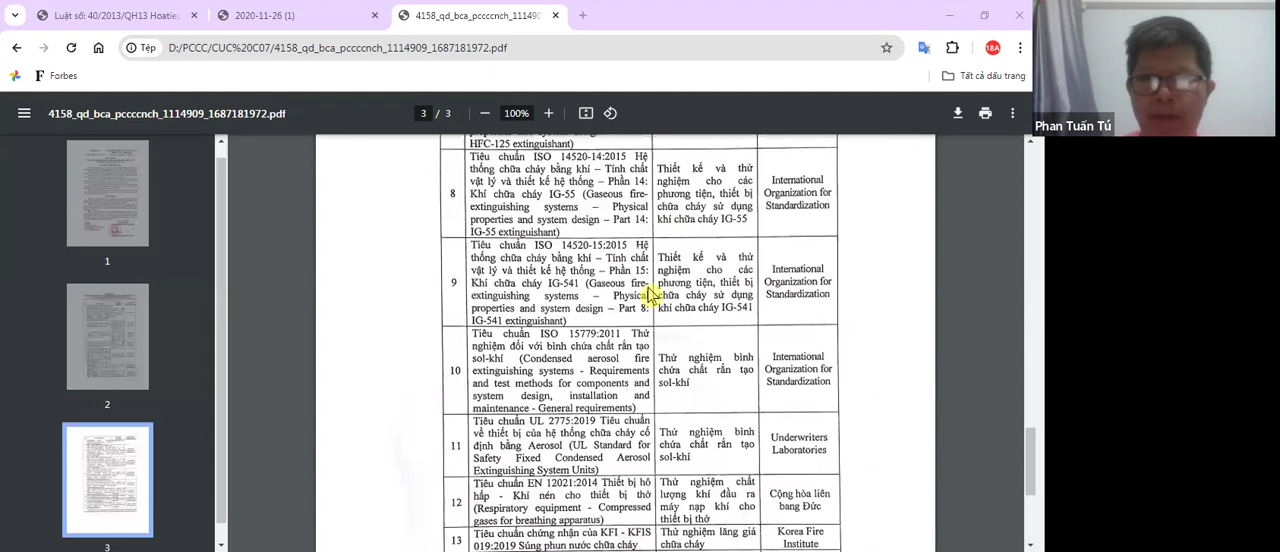 Luật số: 40/2013/QH13 Hoatie
2020-11-26 (1)
4158_qd_bca_pccccnch_1114909
Tệp
D:/PCCC/CUC%20C07/4158_qd_bca_pccccnch_1114909_1687181972.pdf
18A
Forbes
Tất cả dấu trang
4158_qd_bca_pccccnch_1114909_1687181972.pdf
3 / 3
100%
Phan Tuấn Tú
1
2
3
HFC-125 extinguishant)
8
Tiêu chuẩn ISO 14520-14:2015 Hệ
thống chữa cháy bằng khí – Tính chất
vật lý và thiết kế hệ thống – Phần 14:
Khí chữa cháy IG-55 (Gaseous fire-
extinguishing systems – Physical
properties and system design – Part 14:
IG-55 extinguishant)
Thiết kế và thử
nghiệm cho các
phương tiện, thiết bị
chữa cháy sử dụng
khí chữa cháy IG-55
International
Organization for
Standardization
9
Tiêu chuẩn ISO 14520-15:2015 Hệ
thống chữa cháy bằng khí – Tính chất
vật lý và thiết kế hệ thống – Phần 15:
Khí chữa cháy IG-541 (Gaseous fire-
extinguishing systems – Physical
properties and system design – Part 8:
IG-541 extinguishant)
Thiết kế và thử
nghiệm cho các
phương tiện, thiết bị
chữa cháy sử dụng
khí chữa cháy IG-541
International
Organization for
Standardization
10
Tiêu chuẩn ISO 15779:2011 Thử
nghiệm đối với bình chứa chất rắn tạo
sol-khí (Condensed aerosol fire
extinguishing systems - Requirements
and test methods for components and
system design, installation and
maintenance - General requirements)
Thử nghiệm bình
chứa chất rắn tạo
sol-khí
International
Organization for
Standardization
11
Tiêu chuẩn UL 2775:2019 Tiêu chuẩn
về thiết bị của hệ thống chữa cháy cố
định bằng Aerosol (UL Standard for
Safety Fixed Condensed Aerosol
Extinguishing System Units)
Thử nghiệm bình
chứa chất rắn tạo
sol-khí
Underwriters
Laboratories
12
Tiêu chuẩn EN 12021:2014 Thiết bị hô
hấp - Khí nén cho thiết bị thở
(Respiratory equipment - Compressed
gases for breathing apparatus)
Thử nghiệm chất
lượng khí đầu ra
máy nạp khí cho
thiết bị thở
Cộng hòa liên
bang Đức
13
Tiêu chuẩn chứng nhận của KFI - KFIS
019:2019 Súng phun nước chữa cháy
Thử nghiệm lăng giá
chữa cháy
Korea Fire
Institute